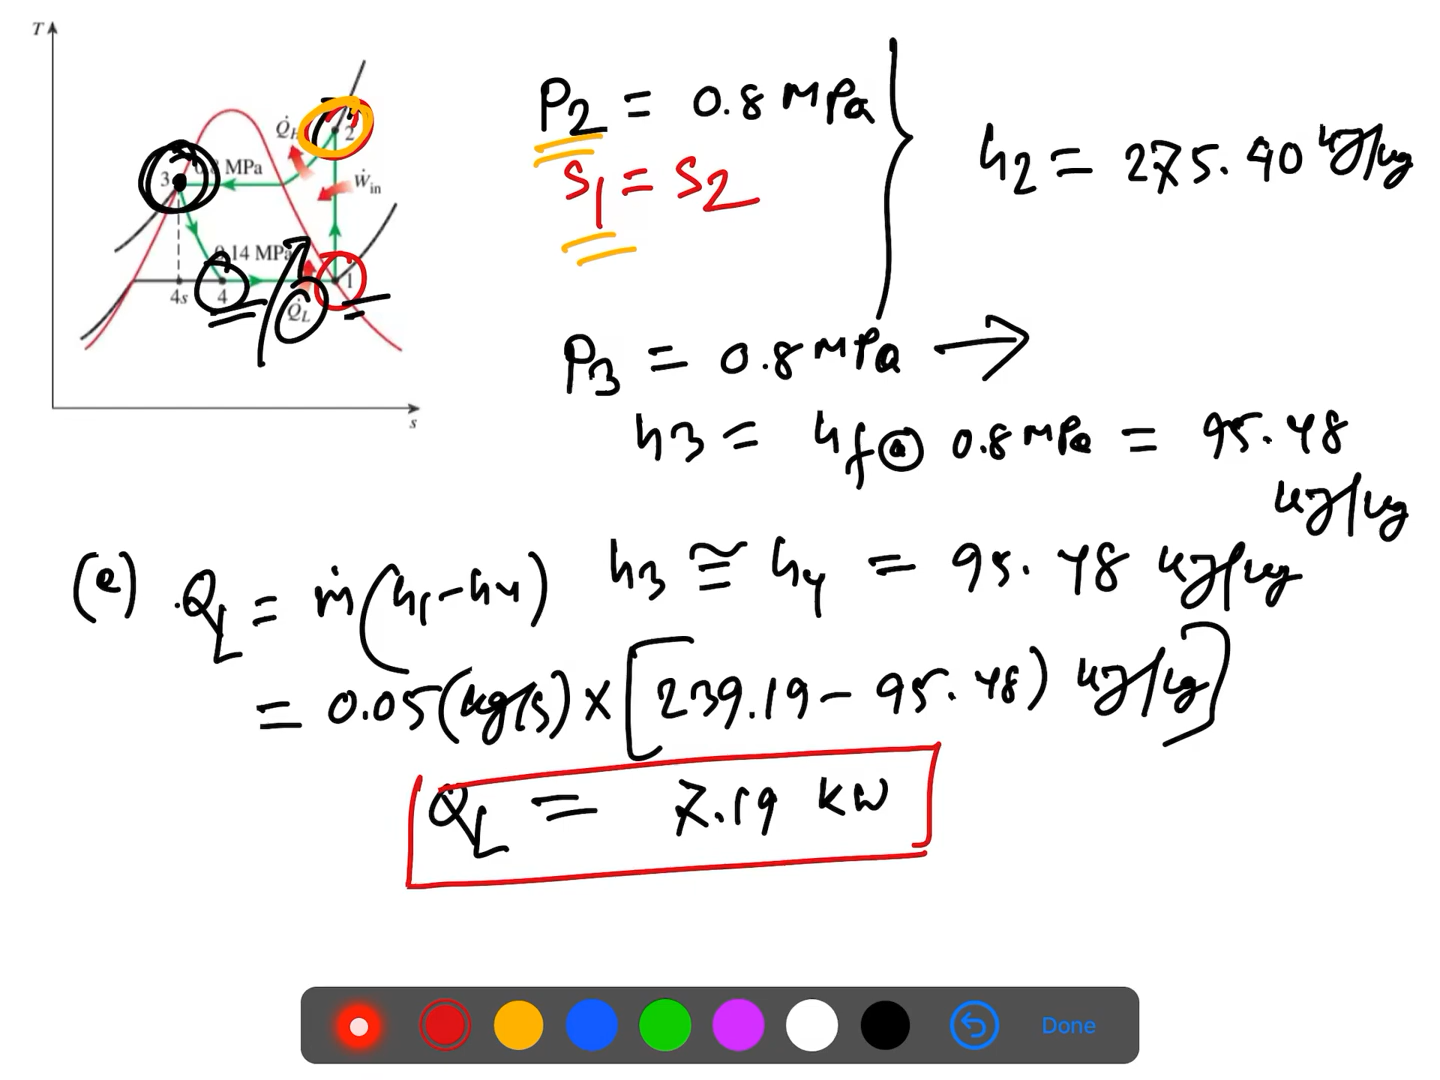 T
P2 = 0.8 MPa
S1 = S2
h2 = 275.40 kJ/kg
2
3
MPa
Ẇin
0.14 MPa
4s
4
Q̇L
1
s
P3 = 0.8 MPa →
h3 = hf @ 0.8 MPa = 95.48
kJ/kg
(e) QL = ṁ(h1-h4) h3 ≅ h4 = 95.48 kJ/kg
= 0.05(kg/s) × [239.19 - 95.48) kJ/kg]
QL = 7.19 kW
Done